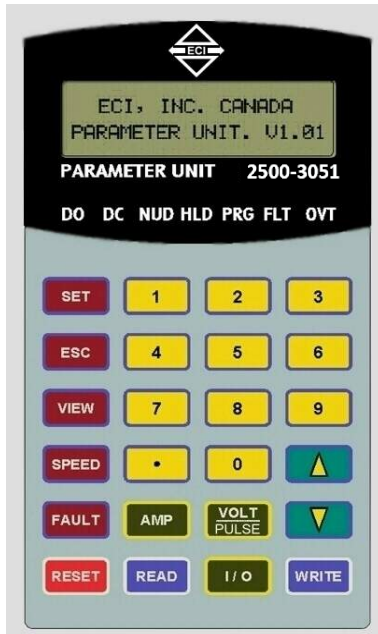 ECI
ECI, INC. CANADA
PARAMETER UNIT. V1.01
PARAMETER UNIT 2500-3051
DO DC NUD HLD PRG FLT OVT
SET 1 2 3
ESC 4 5 6
VIEW 7 8 9
SPEED • 0
FAULT AMP VOLT
PULSE
RESET READ I / O WRITE